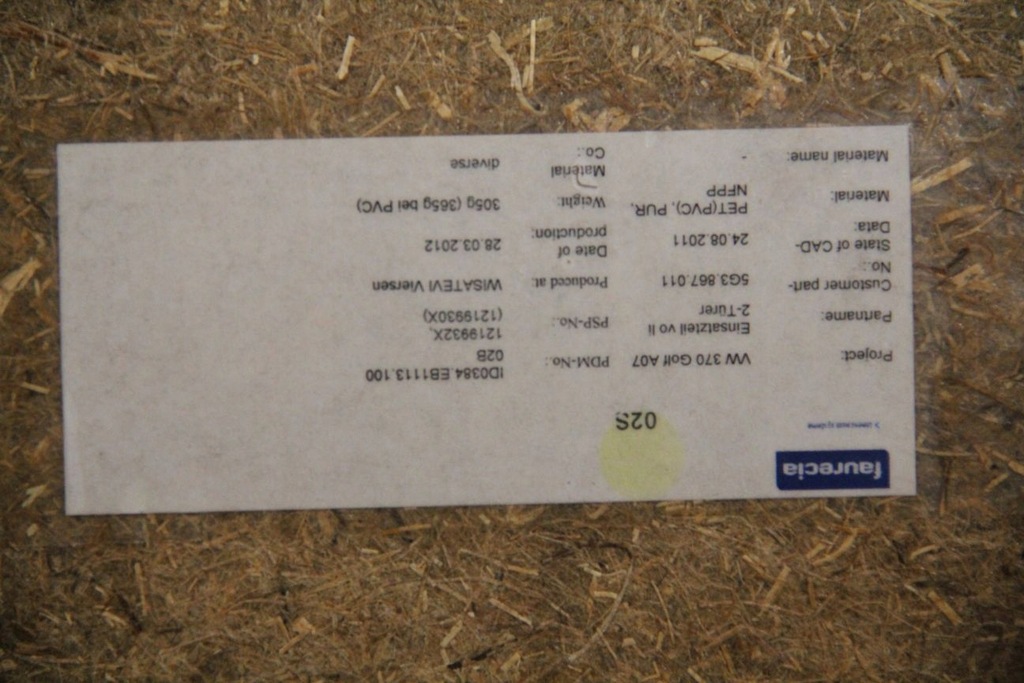 faurecia
02S
Project: VW 370 Golf A07 PDM-No.: ID0384.EB1113.100
02B
Partname: Einsatzteil vo li PSP-No.: 1219932X,
2-Türer (1219930X)
Customer part- 5G3.867.011 Produced at: WISATEVI Viersen
No.:
State of CAD- 24.08.2011 Date of 28.03.2012
Data: production:
Material: PET(PVC), PUR, Weight: 305g (365g bei PVC)
NFPP
Material name: - Material diverse
Co.: